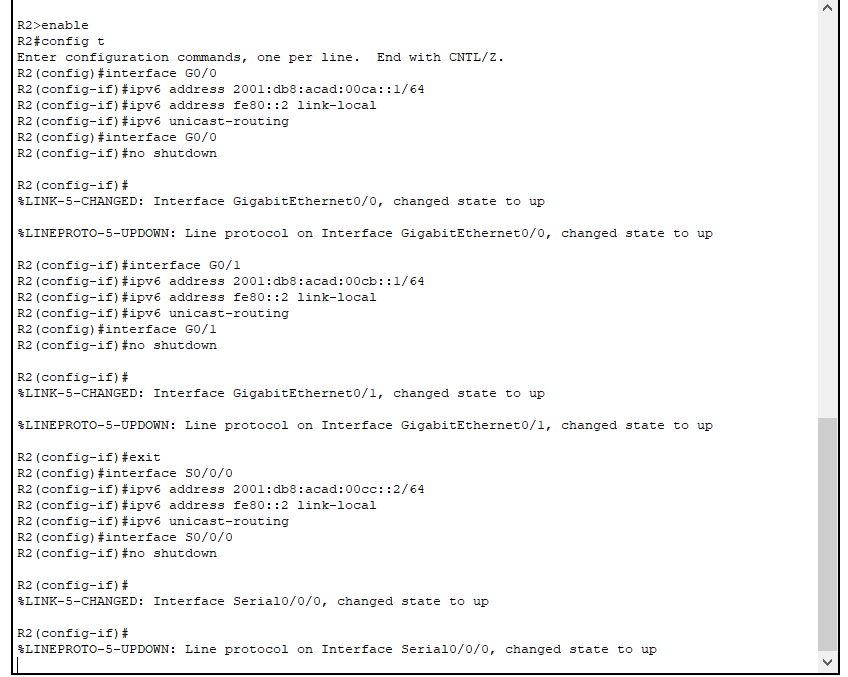 R2>enable
R2#config t
Enter configuration commands, one per line.  End with CNTL/Z.
R2(config)#interface G0/0
R2(config-if)#ipv6 address 2001:db8:acad:00ca::1/64
R2(config-if)#ipv6 address fe80::2 link-local
R2(config-if)#ipv6 unicast-routing
R2(config)#interface G0/0
R2(config-if)#no shutdown
R2(config-if)#
%LINK-5-CHANGED: Interface GigabitEthernet0/0, changed state to up
%LINEPROTO-5-UPDOWN: Line protocol on Interface GigabitEthernet0/0, changed state to up
R2(config-if)#interface G0/1
R2(config-if)#ipv6 address 2001:db8:acad:00cb::1/64
R2(config-if)#ipv6 address fe80::2 link-local
R2(config-if)#ipv6 unicast-routing
R2(config)#interface G0/1
R2(config-if)#no shutdown
R2(config-if)#
%LINK-5-CHANGED: Interface GigabitEthernet0/1, changed state to up
%LINEPROTO-5-UPDOWN: Line protocol on Interface GigabitEthernet0/1, changed state to up
R2(config-if)#exit
R2(config)#interface S0/0/0
R2(config-if)#ipv6 address 2001:db8:acad:00cc::2/64
R2(config-if)#ipv6 address fe80::2 link-local
R2(config-if)#ipv6 unicast-routing
R2(config)#interface S0/0/0
R2(config-if)#no shutdown
R2(config-if)#
%LINK-5-CHANGED: Interface Serial0/0/0, changed state to up
R2(config-if)#
%LINEPROTO-5-UPDOWN: Line protocol on Interface Serial0/0/0, changed state to up